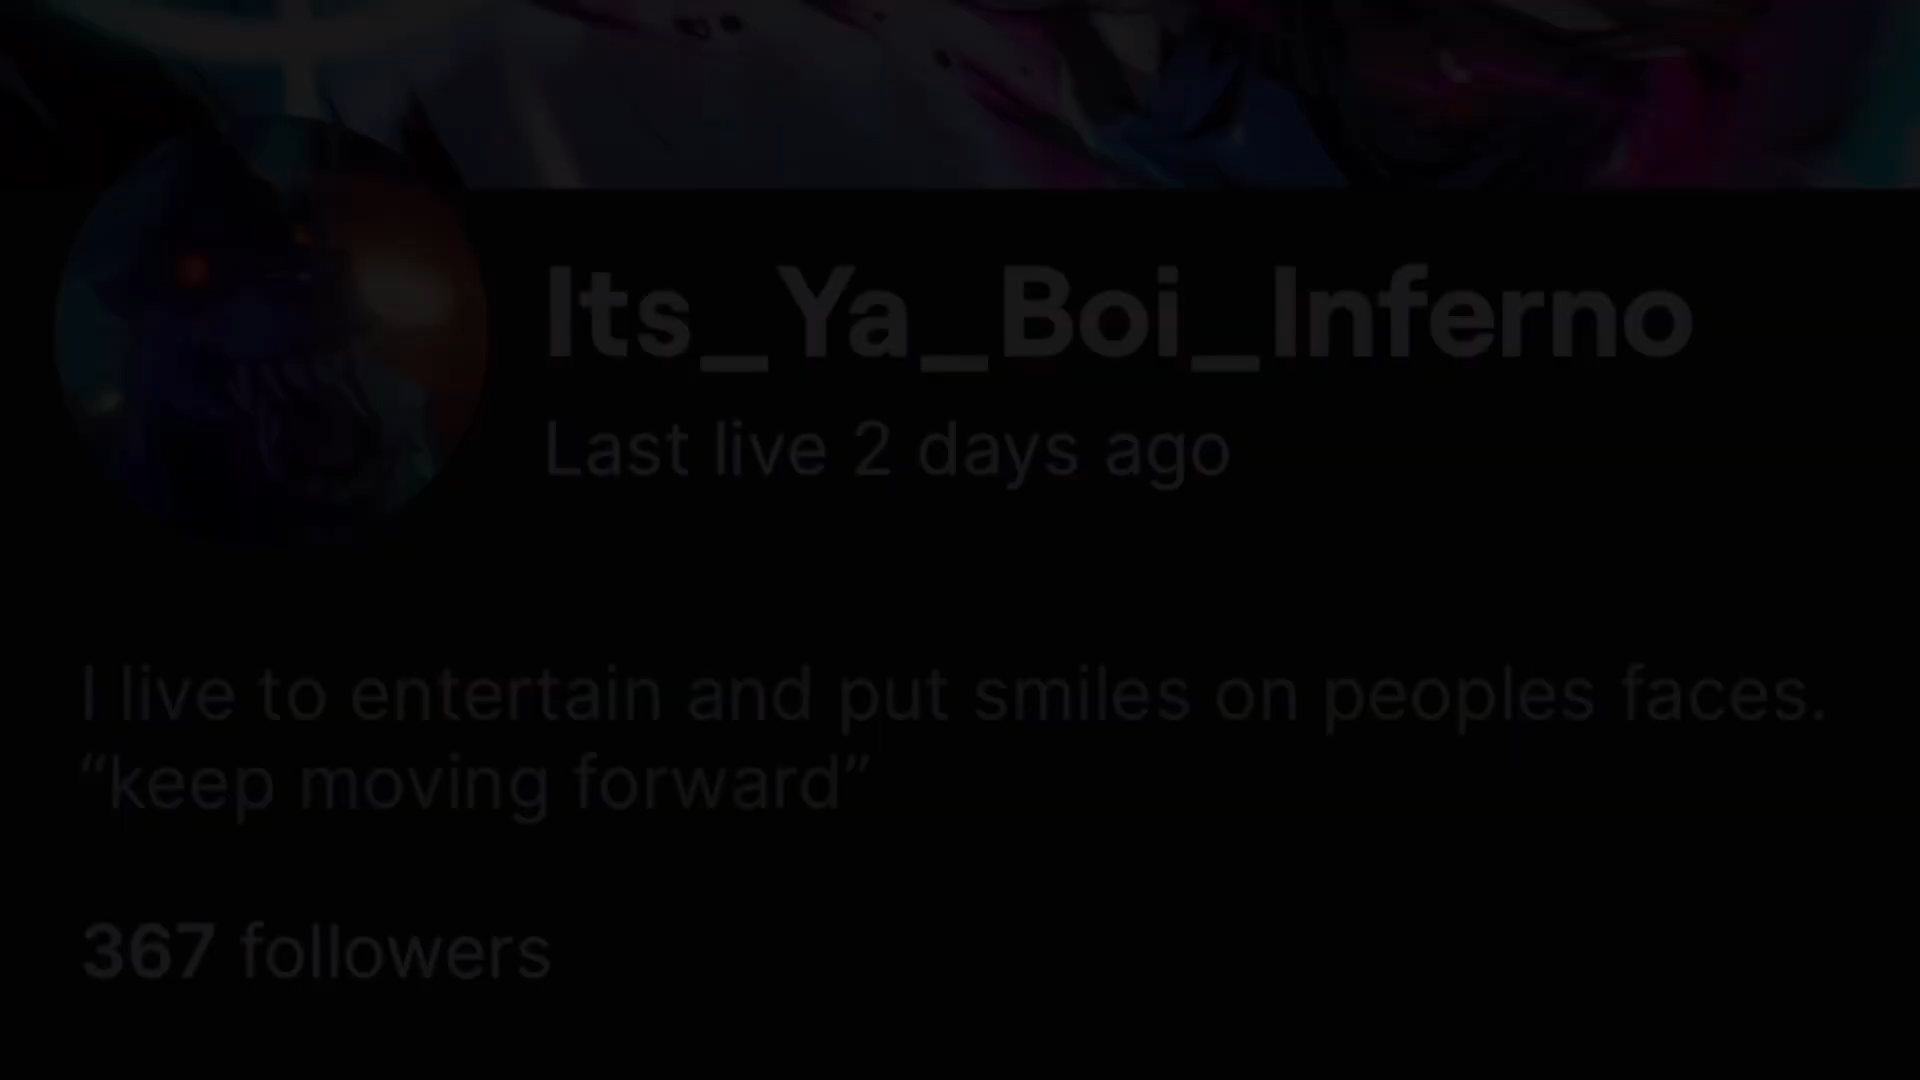 Its_Ya_Boi_Inferno
Last live 2 days ago
I live to entertain and put smiles on peoples faces.
“keep moving forward”
367 followers